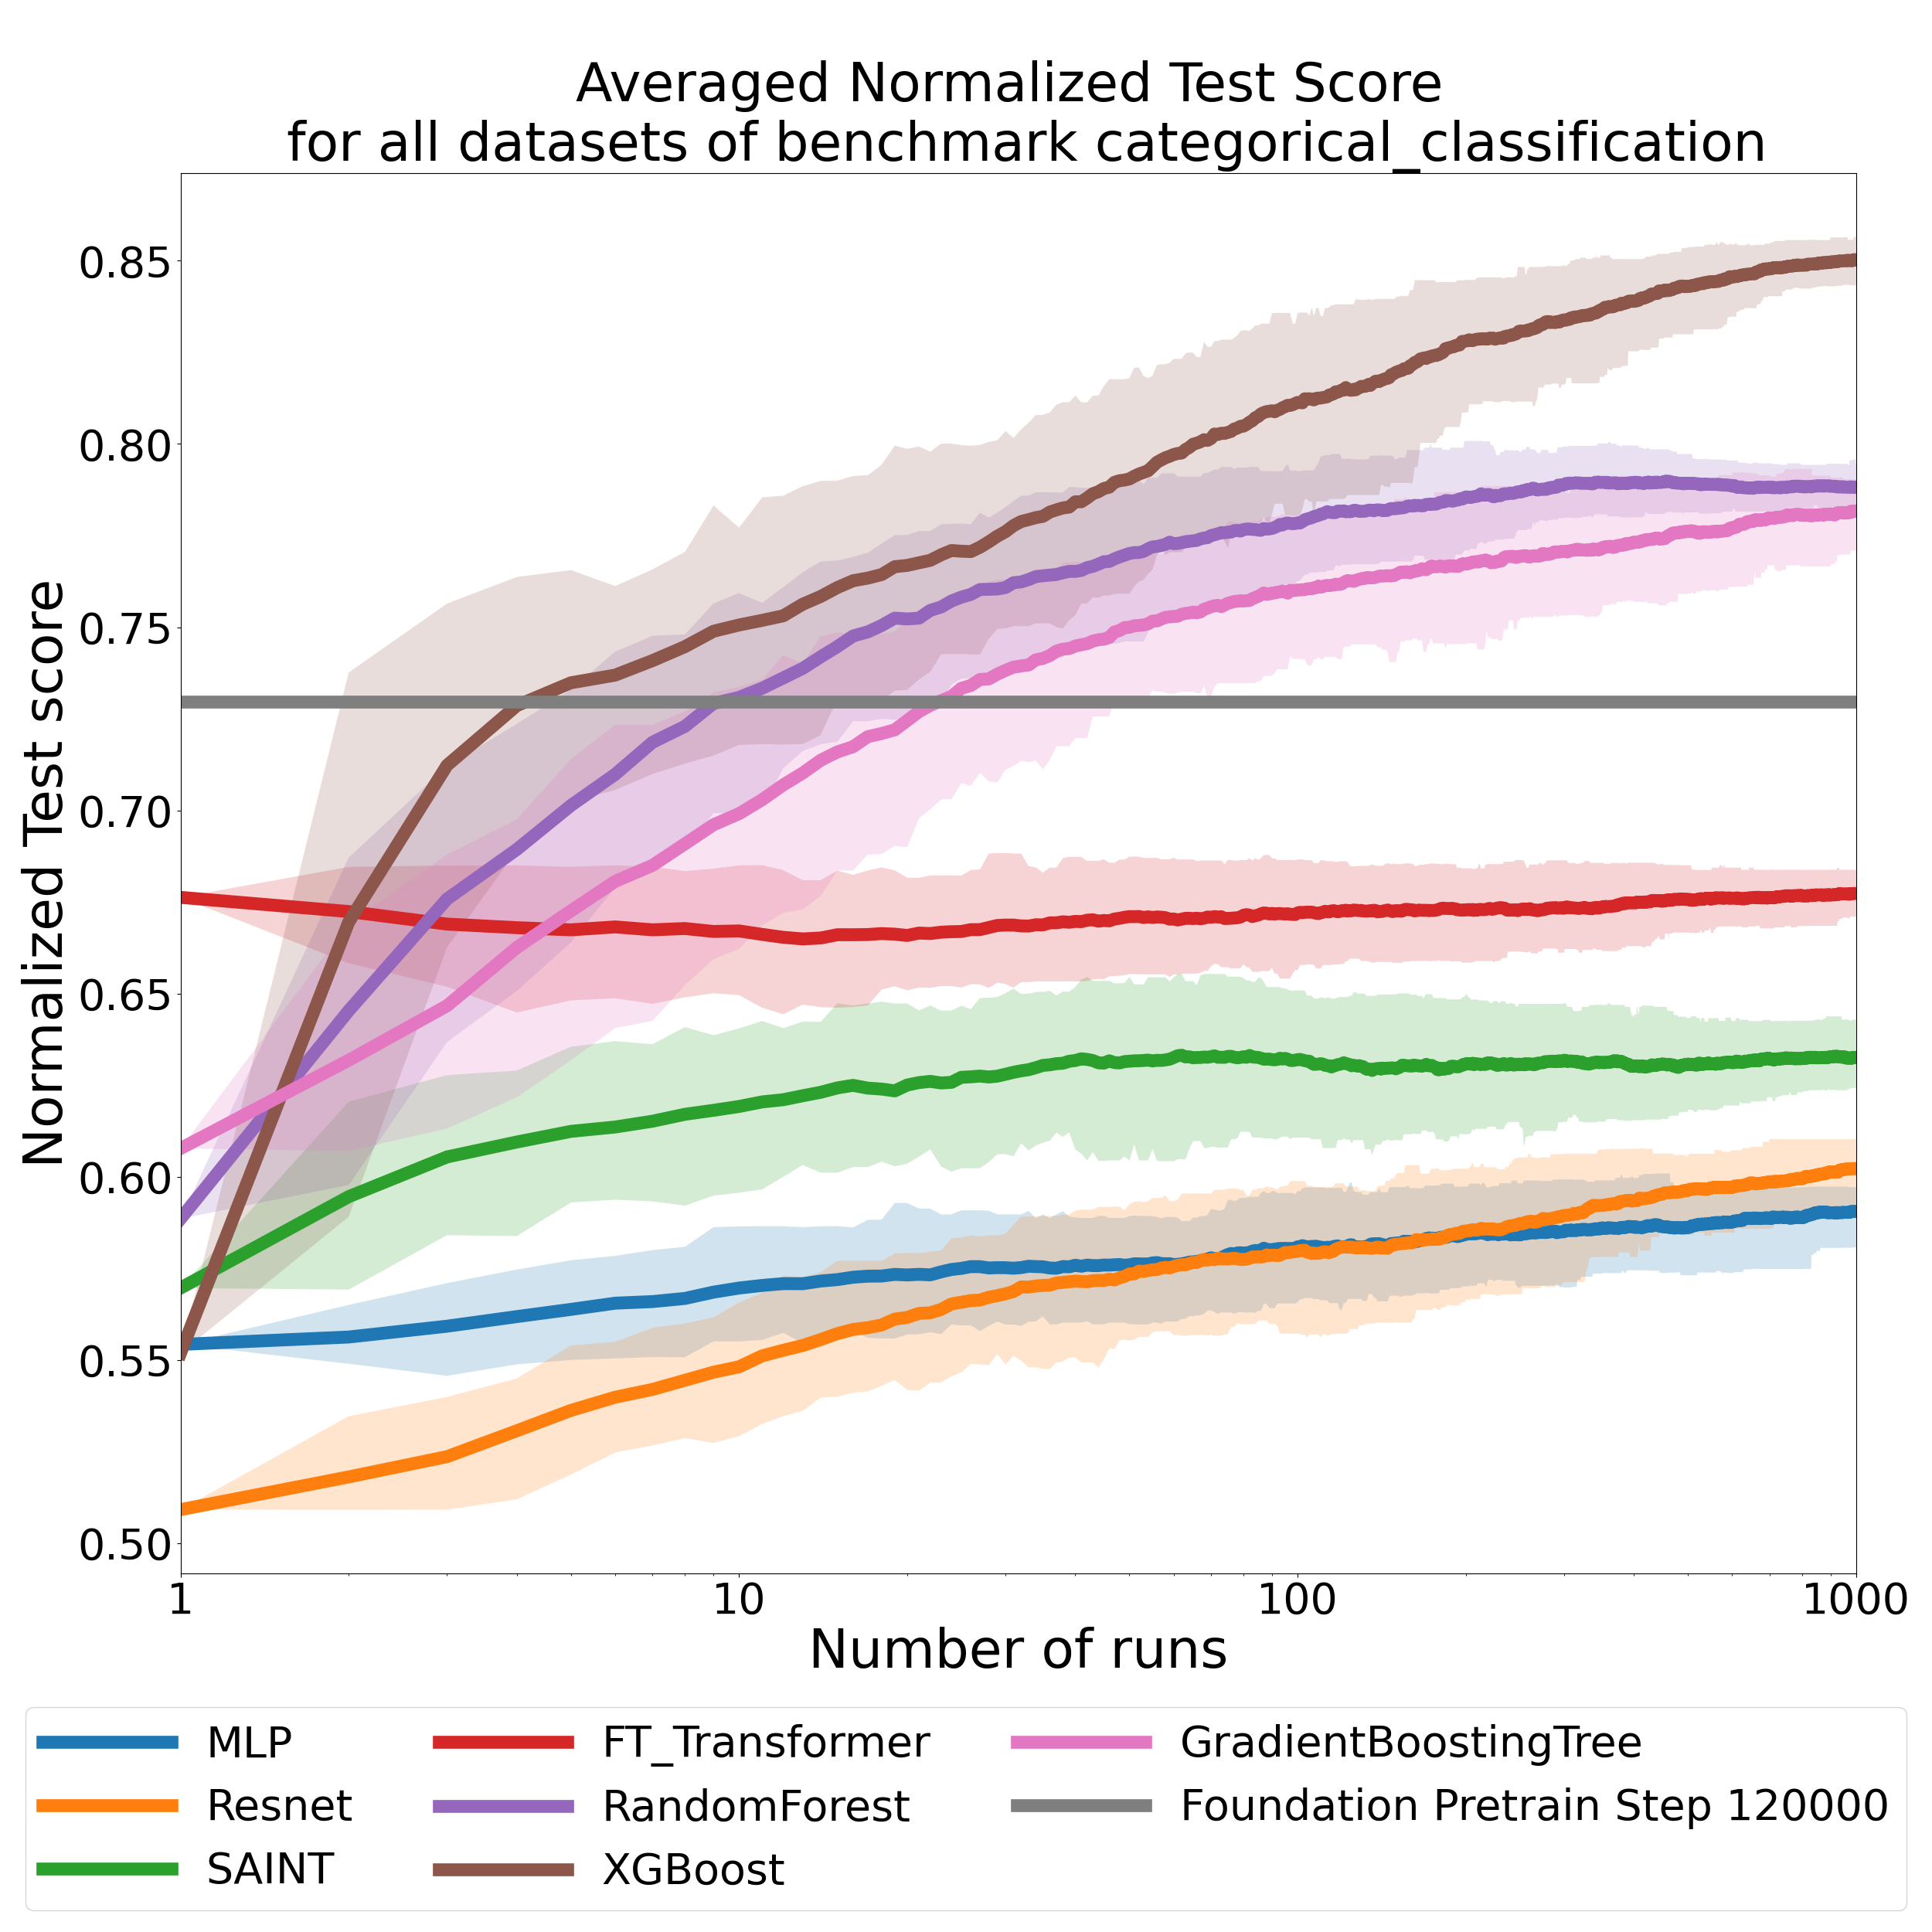 Averaged Normalized Test Score
for all datasets of benchmark categorical_classification
Normalized Test score
0.85
0.80
0.75
0.70
0.65
0.60
0.55
0.50
1
10
100
1000
Number of runs
MLP
Resnet
SAINT
FT_Transformer
RandomForest
XGBoost
GradientBoostingTree
Foundation Pretrain Step 120000